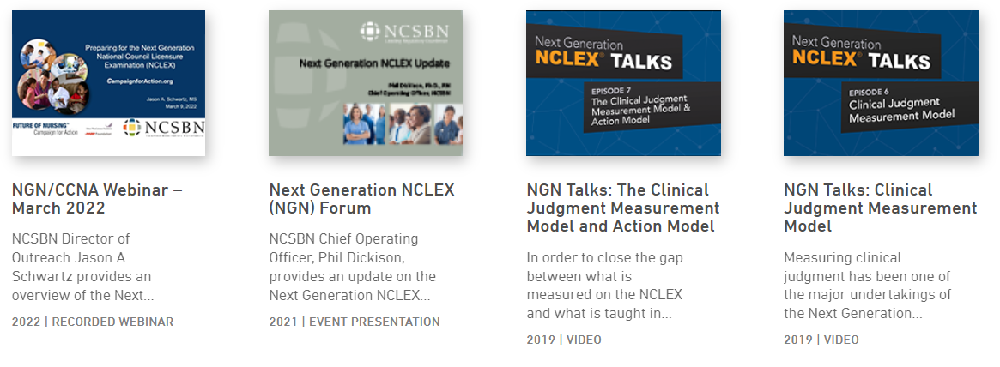 Preparing for the Next Generation
National Council Licensure
Examination (NCLEX)
CampaignforAction.org
Jason A. Schwartz, MS
March 9, 2022
FUTURE OF NURSING™
Campaign for Action
NCSBN
NGN/CCNA Webinar –
March 2022
NCSBN Director of
Outreach Jason A.
Schwartz provides an
overview of the Next...
2022 | RECORDED WEBINAR
NCSBN
Leading Regulatory Excellence
Next Generation NCLEX Update
Phil Dickison, Ph.D., RN
Chief Operating Officer, NCSBN
Next Generation NCLEX
(NGN) Forum
NCSBN Chief Operating
Officer, Phil Dickison,
provides an update on the
Next Generation NCLEX...
2021 | EVENT PRESENTATION
Next Generation
NCLEX® TALKS
EPISODE 7
The Clinical Judgment
Measurement Model &
Action Model
NGN Talks: The Clinical
Judgment Measurement
Model and Action Model
In order to close the gap
between what is
measured on the NCLEX
and what is taught in...
2019 | VIDEO
Next Generation
NCLEX® TALKS
EPISODE 6
Clinical Judgment
Measurement Model
NGN Talks: Clinical
Judgment Measurement
Model
Measuring clinical
judgment has been one of
the major undertakings of
the Next Generation...
2019 | VIDEO